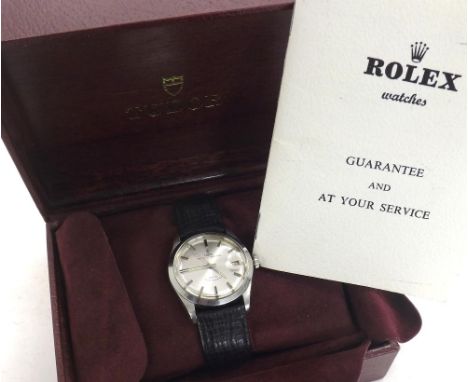 TUDOR
ROLEX
watches
GUARANTEE
AND
AT YOUR SERVICE